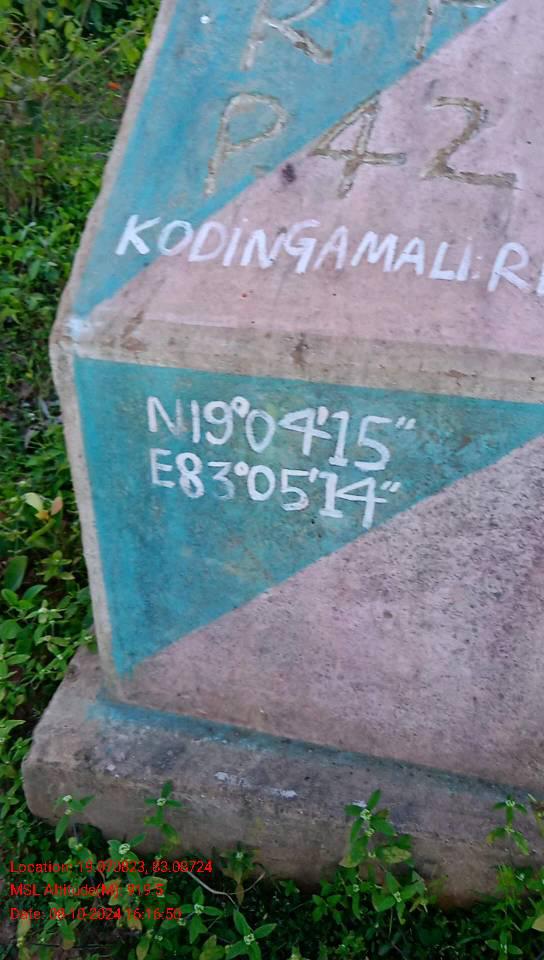 R F
P. 42
KODINGAMALI R
N19°04'15"
E83°05'14"
Location: 19.070823, 83.08724
MSL Altitude(M): 919.5
Date: 08-10-2024 16:16:50